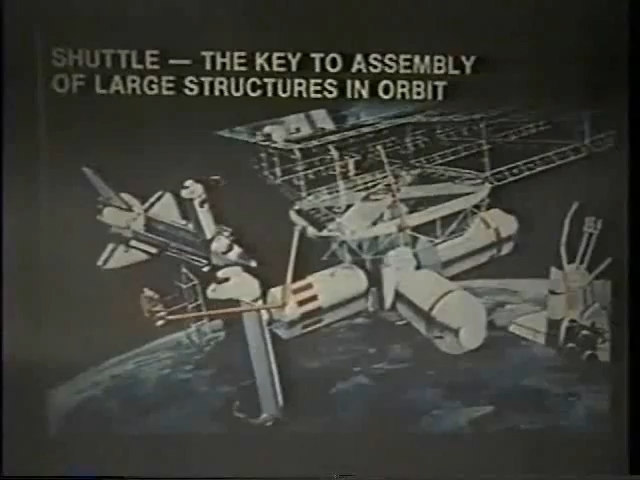 SHUTTLE — THE KEY TO ASSEMBLY
OF LARGE STRUCTURES IN ORBIT